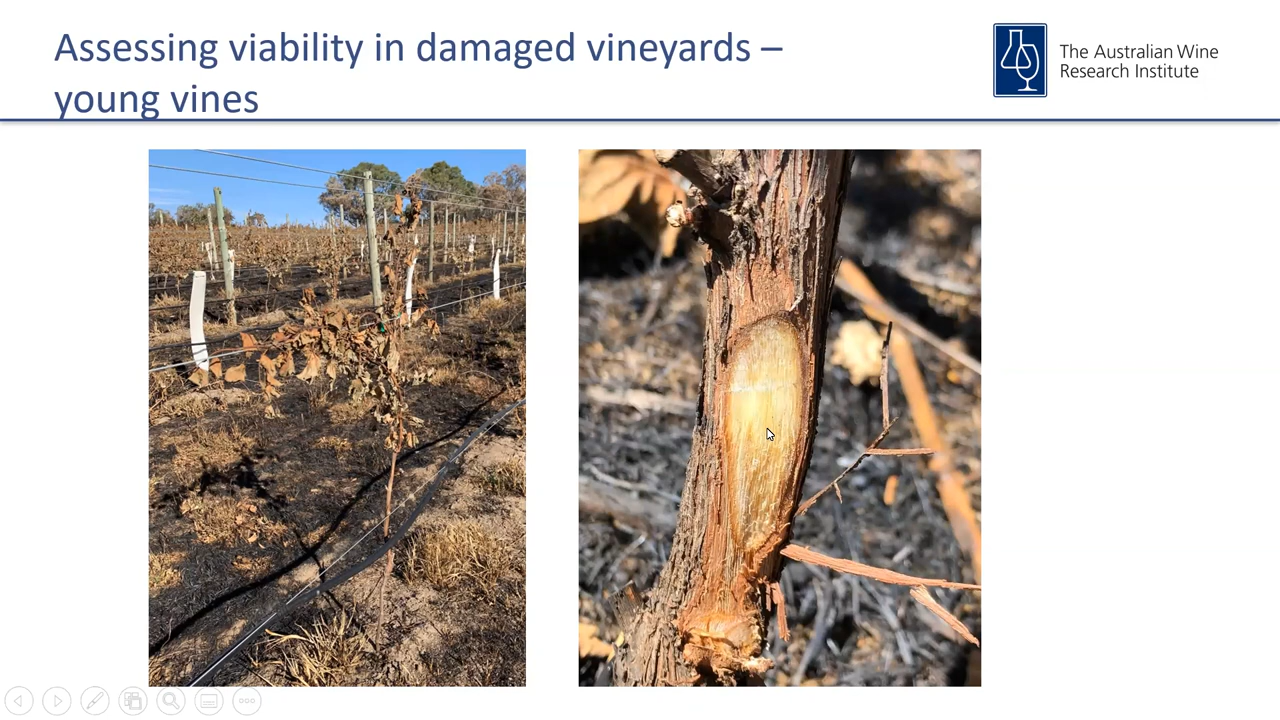 Assessing viability in damaged vineyards –
young vines
The Australian Wine
Research Institute